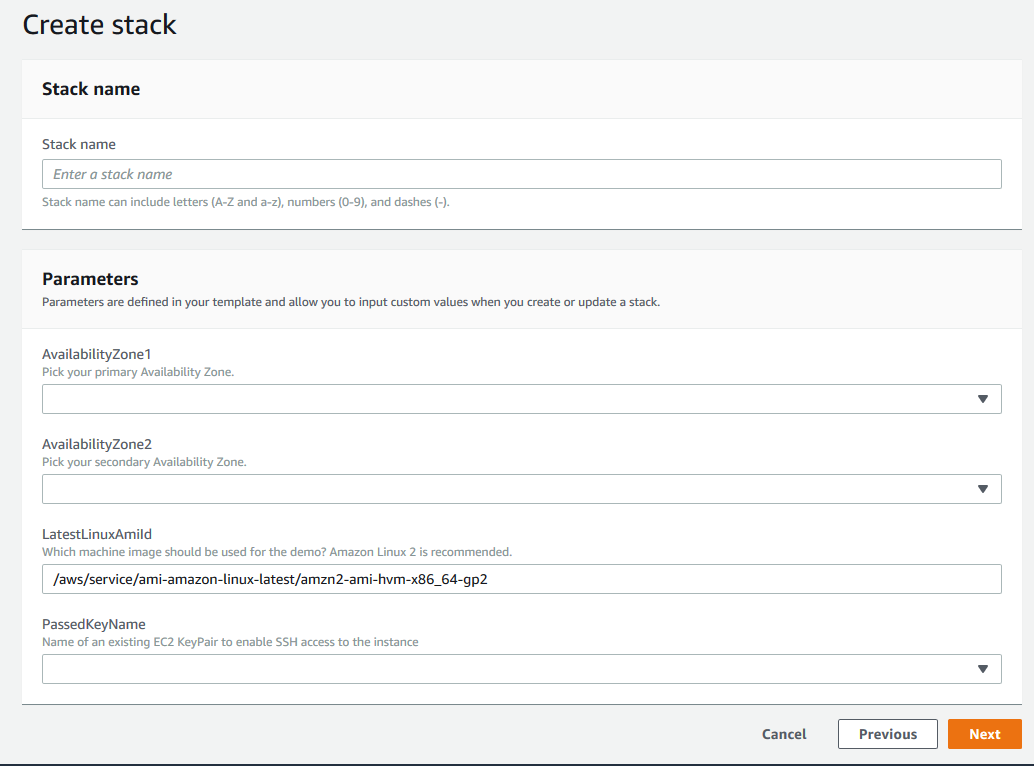 Create stack
Stack name
Stack name
Enter a stack name
Stack name can include letters (A-Z and a-z), numbers (0-9), and dashes (-).
Parameters
Parameters are defined in your template and allow you to input custom values when you create or update a stack.
AvailabilityZone1
Pick your primary Availability Zone.
AvailabilityZone2
Pick your secondary Availability Zone.
LatestLinuxAmiId
Which machine image should be used for the demo? Amazon Linux 2 is recommended.
/aws/service/ami-amazon-linux-latest/amzn2-ami-hvm-x86_64-gp2
PassedKeyName
Name of an existing EC2 KeyPair to enable SSH access to the instance
Cancel Previous Next